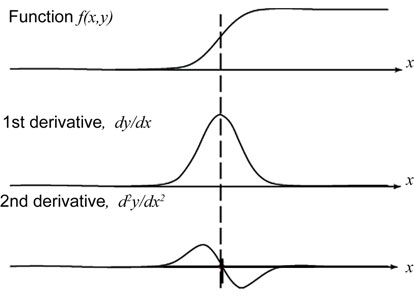 Function f(x,y)
x
1st derivative, dy/dx
x
2nd derivative, d²y/dx²
x